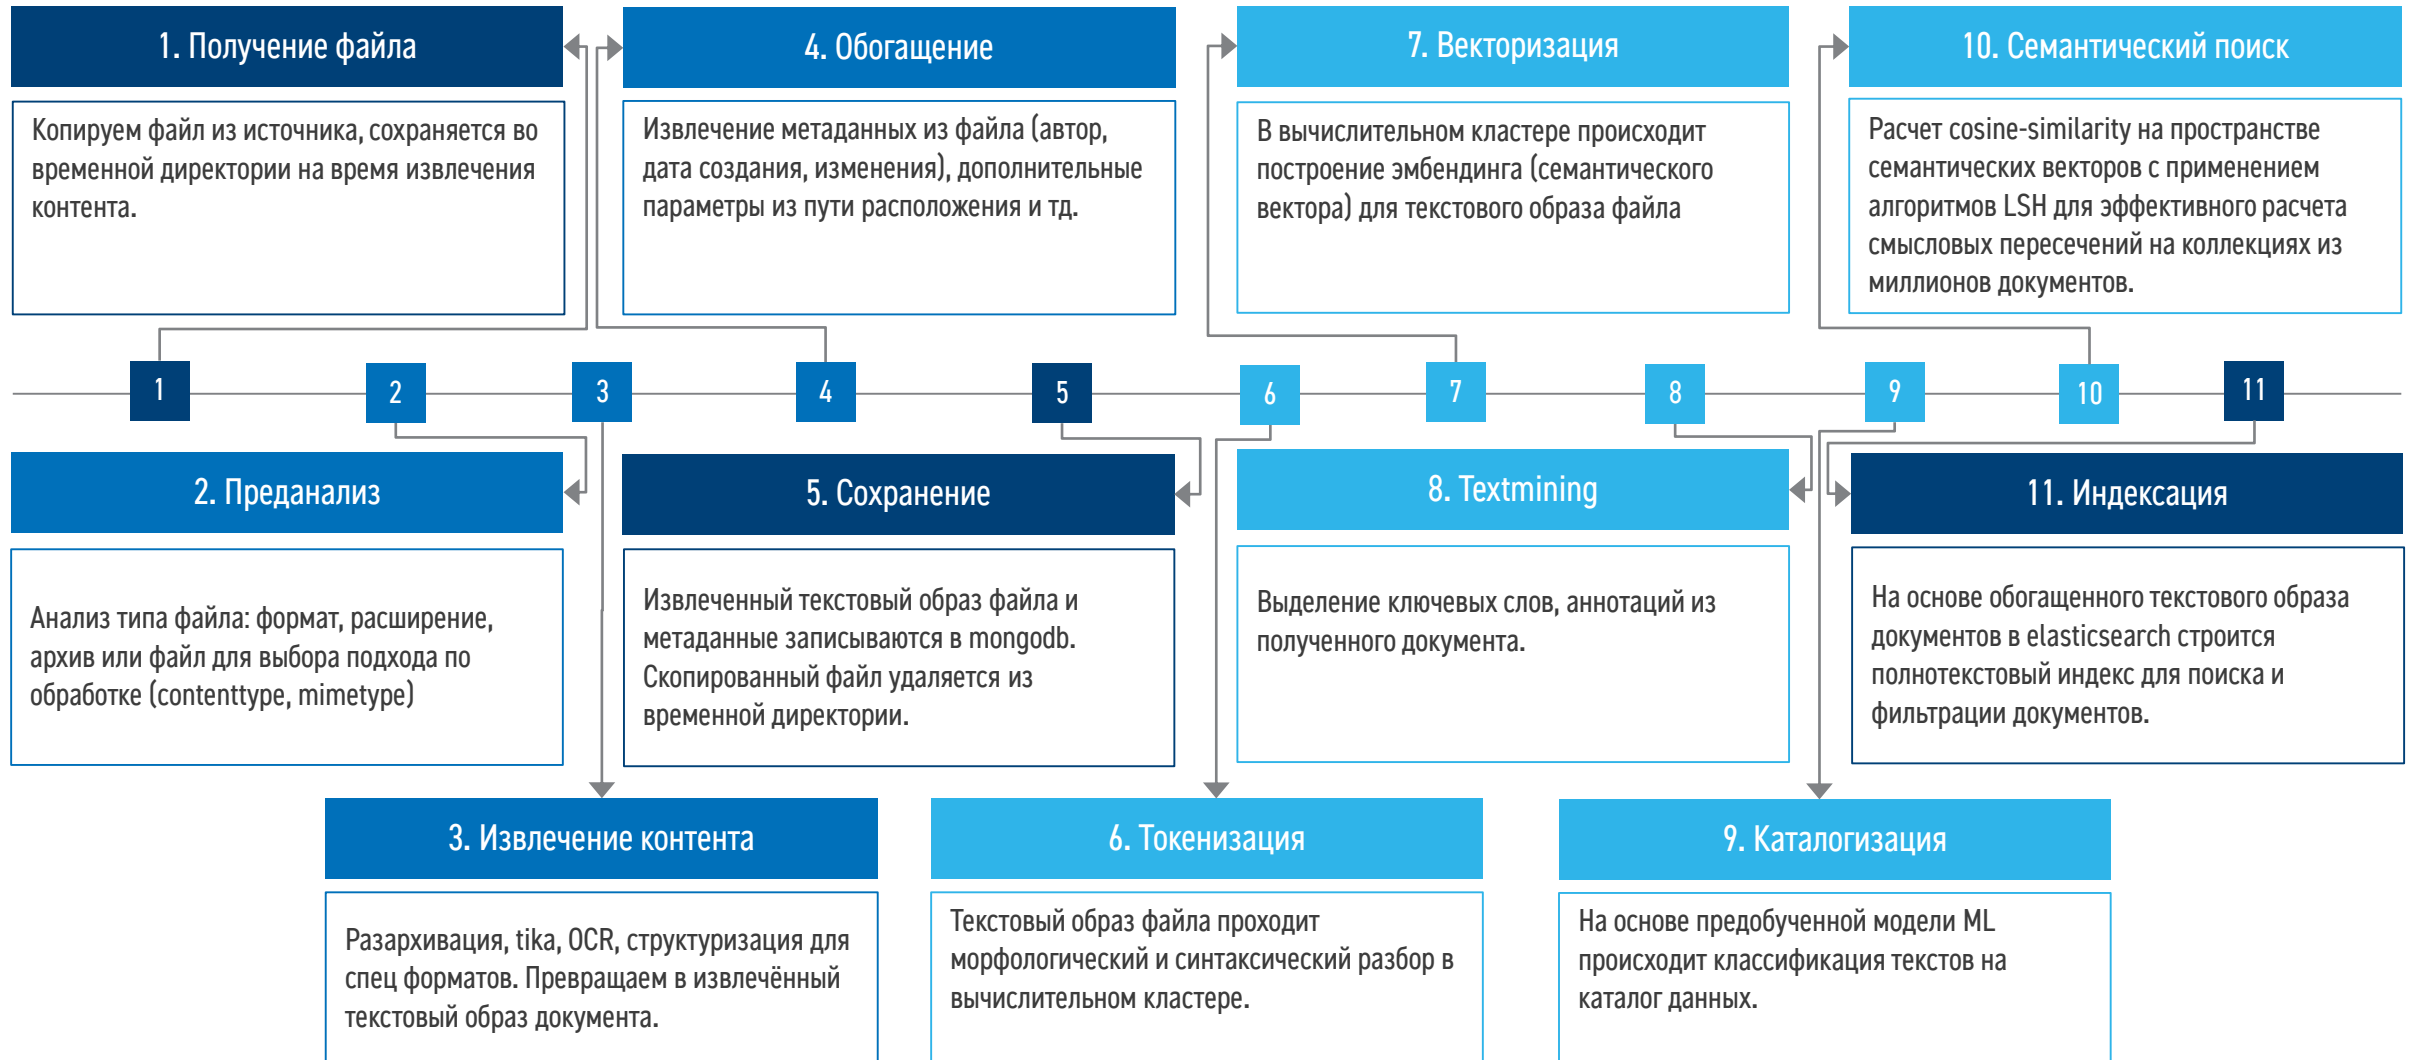 1. Получение файла
Копируем файл из источника, сохраняется во
временной директории на время извлечения
контента.
4. Обогащение
Извлечение метаданных из файла (автор,
дата создания, изменения), дополнительные
параметры из пути расположения и тд.
7. Векторизация
В вычислительном кластере происходит
построение эмбендинга (семантического
вектора) для текстового образа файла
10. Семантический поиск
Расчет cosine-similarity на пространстве
семантических векторов с применением
алгоритмов LSH для эффективного расчета
смысловых пересечений на коллекциях из
миллионов документов.
1
2
3
4
5
6
7
8
9
10
11
2. Преданализ
Анализ типа файла: формат, расширение,
архив или файл для выбора подхода по
обработке (contenttype, mimetype)
5. Сохранение
Извлеченный текстовый образ файла и
метаданные записываются в mongodb.
Скопированный файл удаляется из
временной директории.
8. Textmining
Выделение ключевых слов, аннотаций из
полученного документа.
11. Индексация
На основе обогащенного текстового образа
документов в elasticsearch строится
полнотекстовый индекс для поиска и
фильтрации документов.
3. Извлечение контента
Разархивация, tika, OCR, структуризация для
спец форматов. Превращаем в извлечённый
текстовый образ документа.
6. Токенизация
Текстовый образ файла проходит
морфологический и синтаксический разбор в
вычислительном кластере.
9. Каталогизация
На основе предобученной модели ML
происходит классификация текстов на
каталог данных.